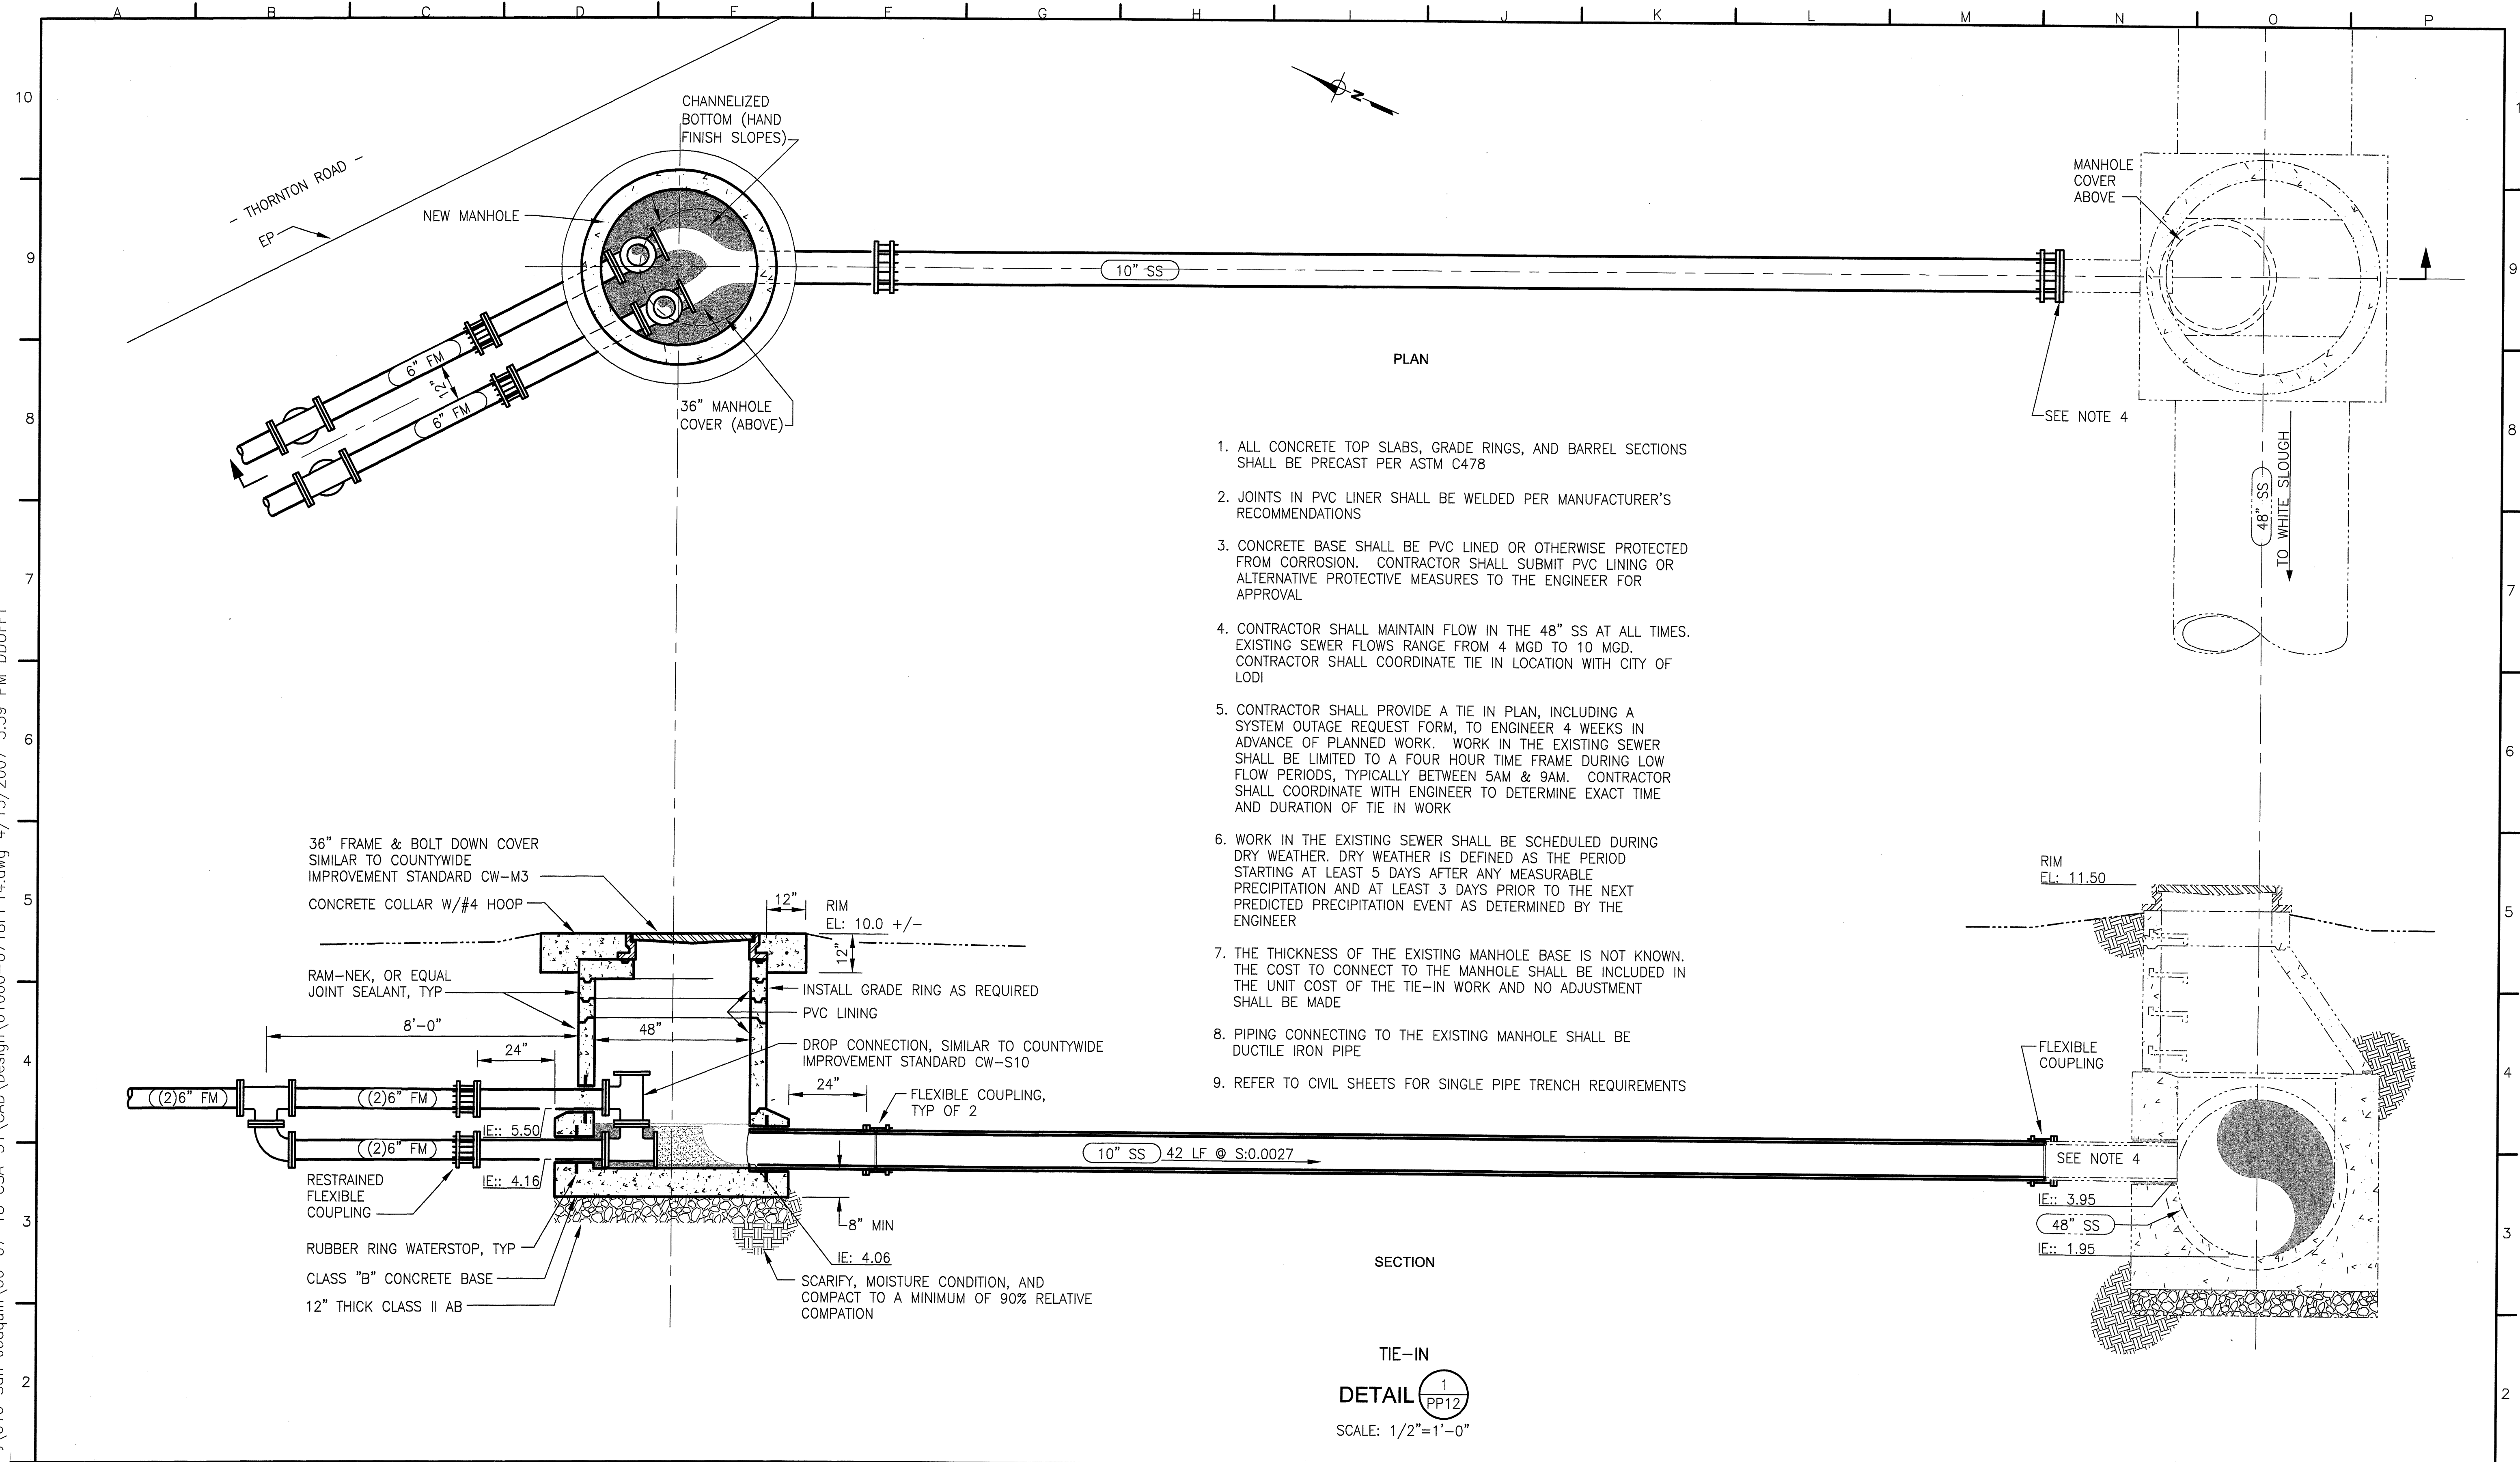 A B C D E F G H I J K L M N O P
10
9
8
7
6
5
4
3
2
1
9
8
7
6
5
4
3
2
- THORNTON ROAD -
EP
CHANNELIZED
BOTTOM (HAND
FINISH SLOPES)
NEW MANHOLE
N
MANHOLE
COVER
ABOVE
10" SS
6" FM
12"
6" FM
36" MANHOLE
COVER (ABOVE)
PLAN
SEE NOTE 4
48" SS
TO WHITE SLOUGH
1. ALL CONCRETE TOP SLABS, GRADE RINGS, AND BARREL SECTIONS
SHALL BE PRECAST PER ASTM C478
2. JOINTS IN PVC LINER SHALL BE WELDED PER MANUFACTURER'S
RECOMMENDATIONS
3. CONCRETE BASE SHALL BE PVC LINED OR OTHERWISE PROTECTED
FROM CORROSION. CONTRACTOR SHALL SUBMIT PVC LINING OR
ALTERNATIVE PROTECTIVE MEASURES TO THE ENGINEER FOR
APPROVAL
4. CONTRACTOR SHALL MAINTAIN FLOW IN THE 48" SS AT ALL TIMES.
EXISTING SEWER FLOWS RANGE FROM 4 MGD TO 10 MGD.
CONTRACTOR SHALL COORDINATE TIE IN LOCATION WITH CITY OF
LODI
5. CONTRACTOR SHALL PROVIDE A TIE IN PLAN, INCLUDING A
SYSTEM OUTAGE REQUEST FORM, TO ENGINEER 4 WEEKS IN
ADVANCE OF PLANNED WORK. WORK IN THE EXISTING SEWER
SHALL BE LIMITED TO A FOUR HOUR TIME FRAME DURING LOW
FLOW PERIODS, TYPICALLY BETWEEN 5AM & 9AM. CONTRACTOR
SHALL COORDINATE WITH ENGINEER TO DETERMINE EXACT TIME
AND DURATION OF TIE IN WORK
6. WORK IN THE EXISTING SEWER SHALL BE SCHEDULED DURING
DRY WEATHER. DRY WEATHER IS DEFINED AS THE PERIOD
STARTING AT LEAST 5 DAYS AFTER ANY MEASURABLE
PRECIPITATION AND AT LEAST 3 DAYS PRIOR TO THE NEXT
PREDICTED PRECIPITATION EVENT AS DETERMINED BY THE
ENGINEER
7. THE THICKNESS OF THE EXISTING MANHOLE BASE IS NOT KNOWN.
THE COST TO CONNECT TO THE MANHOLE SHALL BE INCLUDED IN
THE UNIT COST OF THE TIE-IN WORK AND NO ADJUSTMENT
SHALL BE MADE
8. PIPING CONNECTING TO THE EXISTING MANHOLE SHALL BE
DUCTILE IRON PIPE
9. REFER TO CIVIL SHEETS FOR SINGLE PIPE TRENCH REQUIREMENTS
36" FRAME & BOLT DOWN COVER
SIMILAR TO COUNTYWIDE
IMPROVEMENT STANDARD CW-M3
CONCRETE COLLAR W/#4 HOOP
RAM-NEK, OR EQUAL
JOINT SEALANT, TYP
12"
RIM
EL: 10.0 +/-
12"
INSTALL GRADE RING AS REQUIRED
PVC LINING
DROP CONNECTION, SIMILAR TO COUNTYWIDE
IMPROVEMENT STANDARD CW-S10
8'-0"
48"
24"
24"
FLEXIBLE COUPLING,
TYP OF 2
(2)6" FM
(2)6" FM
IE:: 5.50
(2)6" FM
IE:: 4.16
RESTRAINED
FLEXIBLE
COUPLING
RUBBER RING WATERSTOP, TYP
CLASS "B" CONCRETE BASE
12" THICK CLASS II AB
10" SS 42 LF @ S:0.0027
8" MIN
IE: 4.06
SCARIFY, MOISTURE CONDITION, AND
COMPACT TO A MINIMUM OF 90% RELATIVE
COMPATION
SECTION
RIM
EL: 11.50
FLEXIBLE
COUPLING
SEE NOTE 4
IE:: 3.95
48" SS
IE:: 1.95
TIE-IN
DETAIL 1
PP12
SCALE: 1/2"=1'-0"